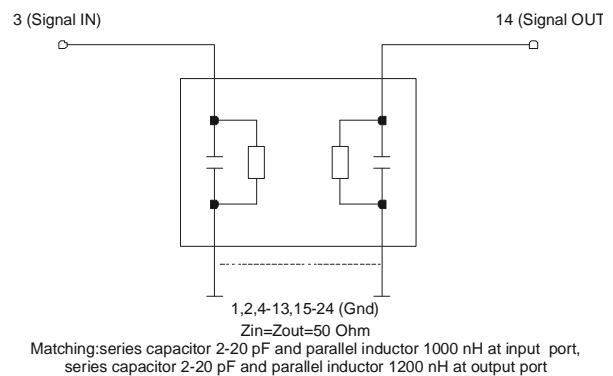 3 (Signal IN)
14 (Signal OUT
1,2,4-13,15-24 (Gnd)
Zin=Zout=50 Ohm
Matching:series capacitor 2-20 pF and parallel inductor 1000 nH at input port,
series capacitor 2-20 pF and parallel inductor 1200 nH at output port